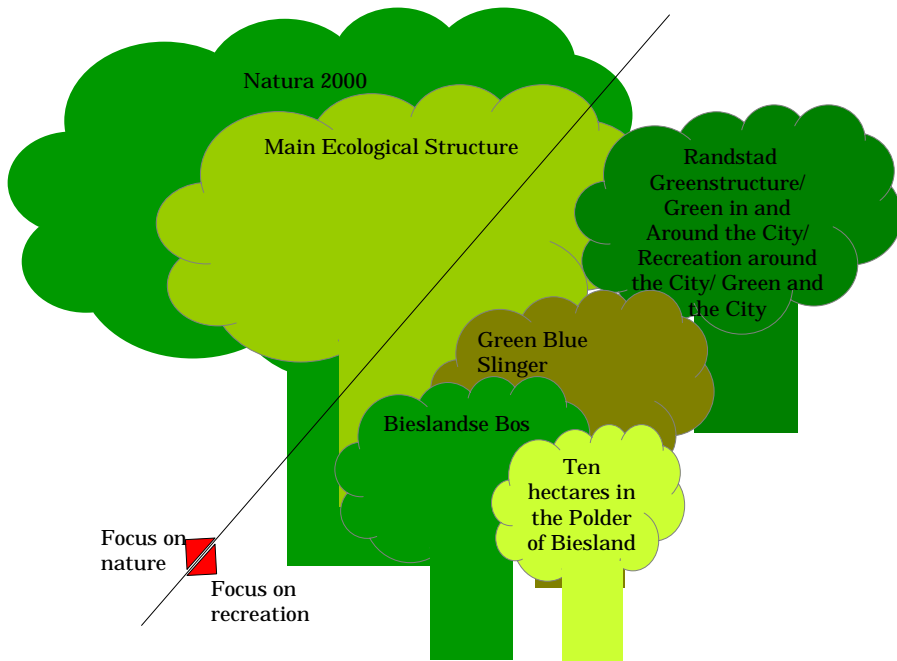 Natura 2000
Main Ecological Structure
Randstad
Greenstructure/
Green in and
Around the City/
Recreation around
the City/ Green and
the City
Green Blue
Slinger
Bieslandse Bos
Ten
hectares in
the Polder
of Biesland
Focus on
nature
Focus on
recreation